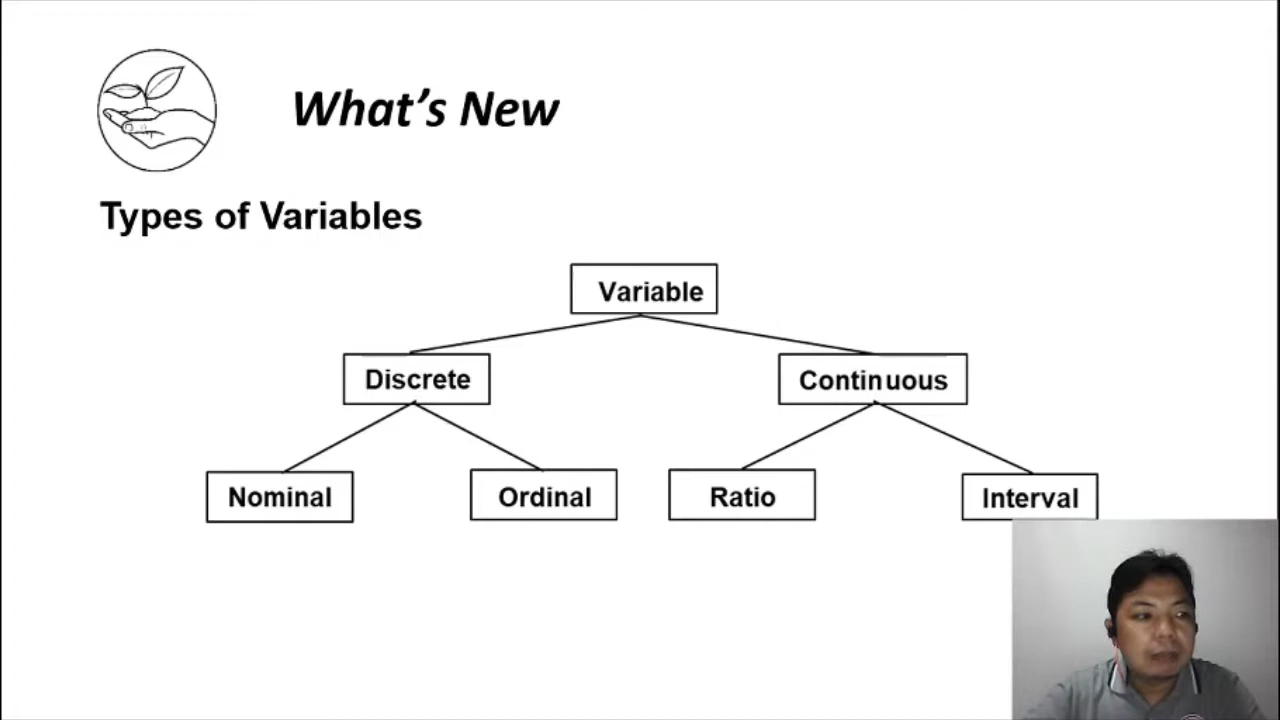 What's New
Types of Variables
Variable
Discrete
Continuous
Nominal
Ordinal
Ratio
Interval